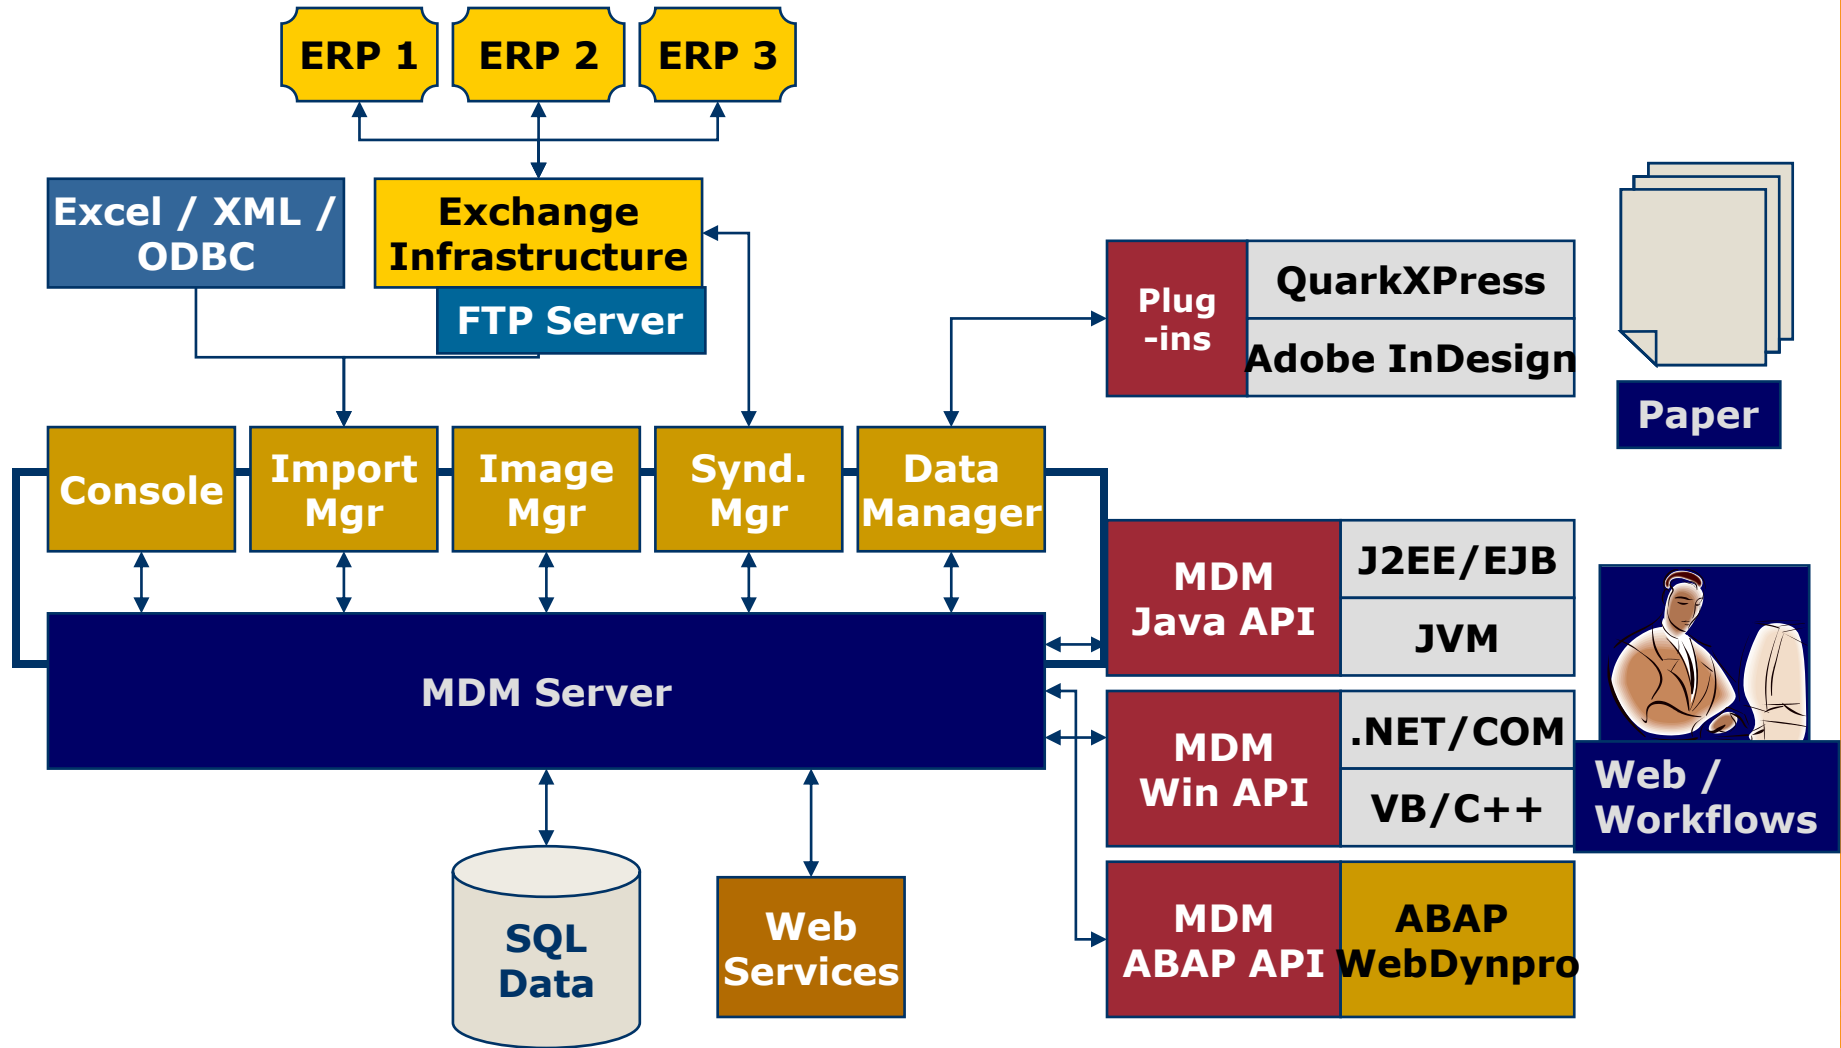 ERP 1
ERP 2
ERP 3
Excel / XML /
ODBC
Exchange
Infrastructure
FTP Server
Plug
-ins
QuarkXPress
Adobe InDesign
Paper
Console
Import
Mgr
Image
Mgr
Synd.
Mgr
Data
Manager
MDM Server
MDM
Java API
J2EE/EJB
JVM
MDM
Win API
.NET/COM
VB/C++
Web /
Workflows
MDM
ABAP API
ABAP
WebDynpro
SQL
Data
Web
Services